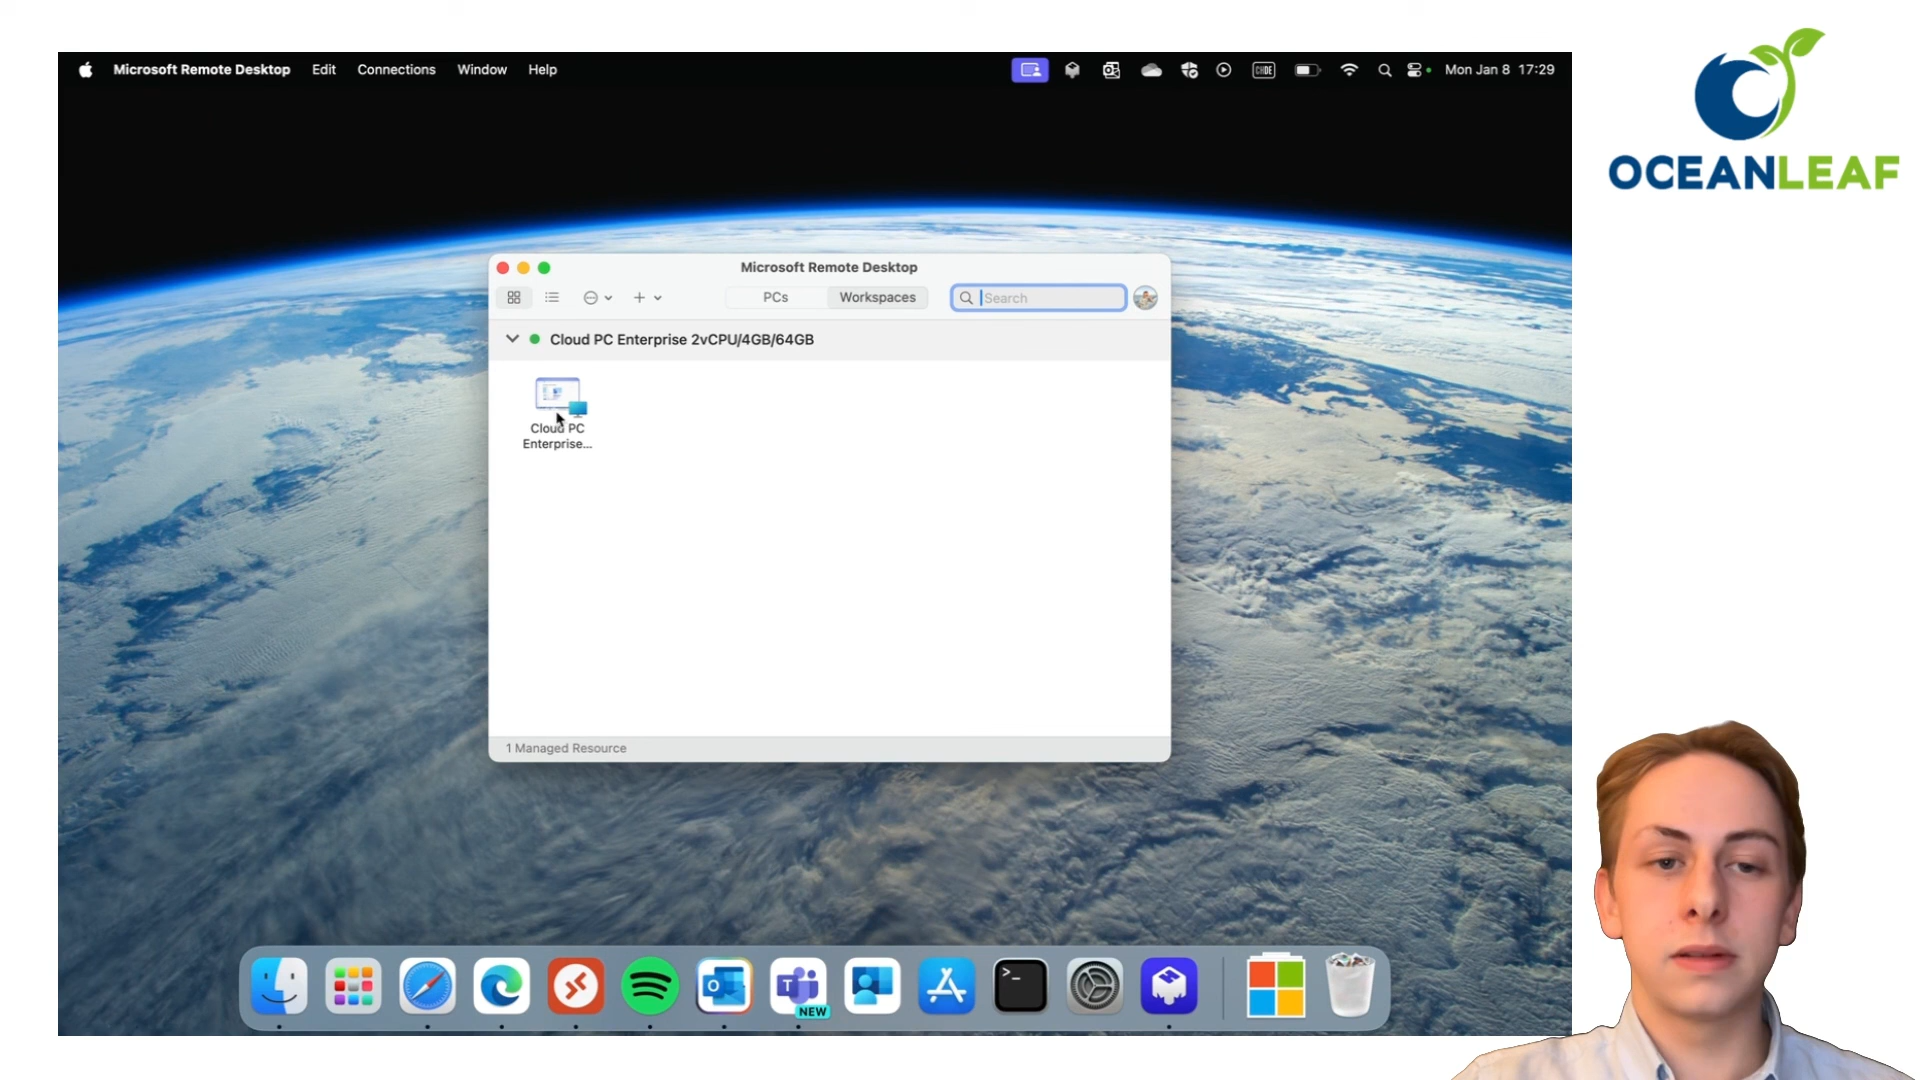 Microsoft Remote Desktop Edit Connections Window Help
CODE
Mon Jan 8 17:29
OCEANLEAF
Microsoft Remote Desktop
PCs Workspaces Search
Cloud PC Enterprise 2vCPU/4GB/64GB
Cloud PC
Enterprise...
1 Managed Resource
NEW